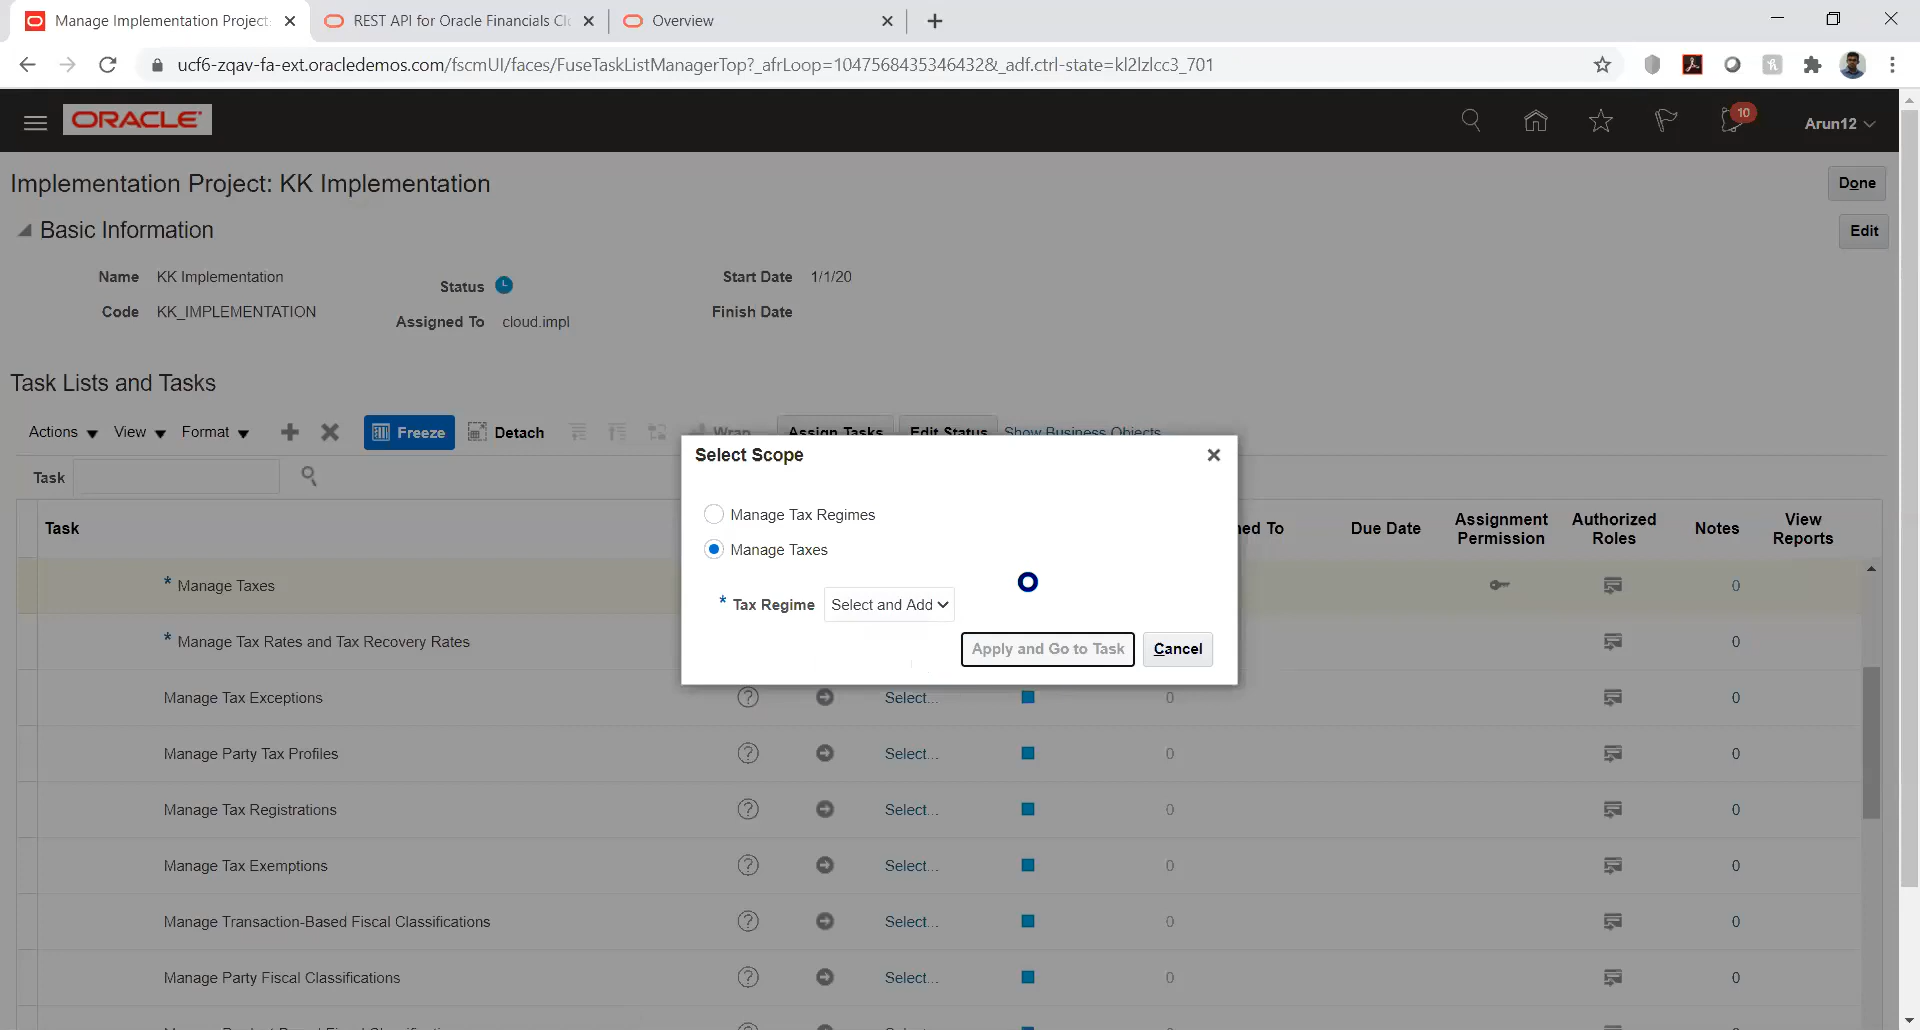 Manage Implementation Project:
REST API for Oracle Financials Cl
Overview
ucf6-zqav-fa-ext.oracledemos.com/fscmUI/faces/FuseTaskListManagerTop?_afrLoop=10475684353464432&_adf.ctrl-state=kl2lzlcc3_701
ORACLE
10
Arun12
Implementation Project: KK Implementation
Done
Basic Information
Edit
Name KK Implementation
Status
Start Date 1/1/20
Code KK_IMPLEMENTATION
Assigned To cloud.impl
Finish Date
Task Lists and Tasks
Actions View Format Freeze Detach Wrap Assign Tasks Edit Status Show Business Objects
Select Scope
Task
Manage Tax Regimes
Manage Taxes
* Tax Regime Select and Add
Apply and Go to Task Cancel
Task
ned To
Due Date
Assignment Permission
Authorized Roles
Notes
View Reports
* Manage Taxes 0
* Manage Tax Rates and Tax Recovery Rates 0
Manage Tax Exceptions ? Select... 0 0
Manage Party Tax Profiles ? Select... 0 0
Manage Tax Registrations ? Select... 0 0
Manage Tax Exemptions ? Select... 0 0
Manage Transaction-Based Fiscal Classifications ? Select... 0 0
Manage Party Fiscal Classifications ? Select... 0 0